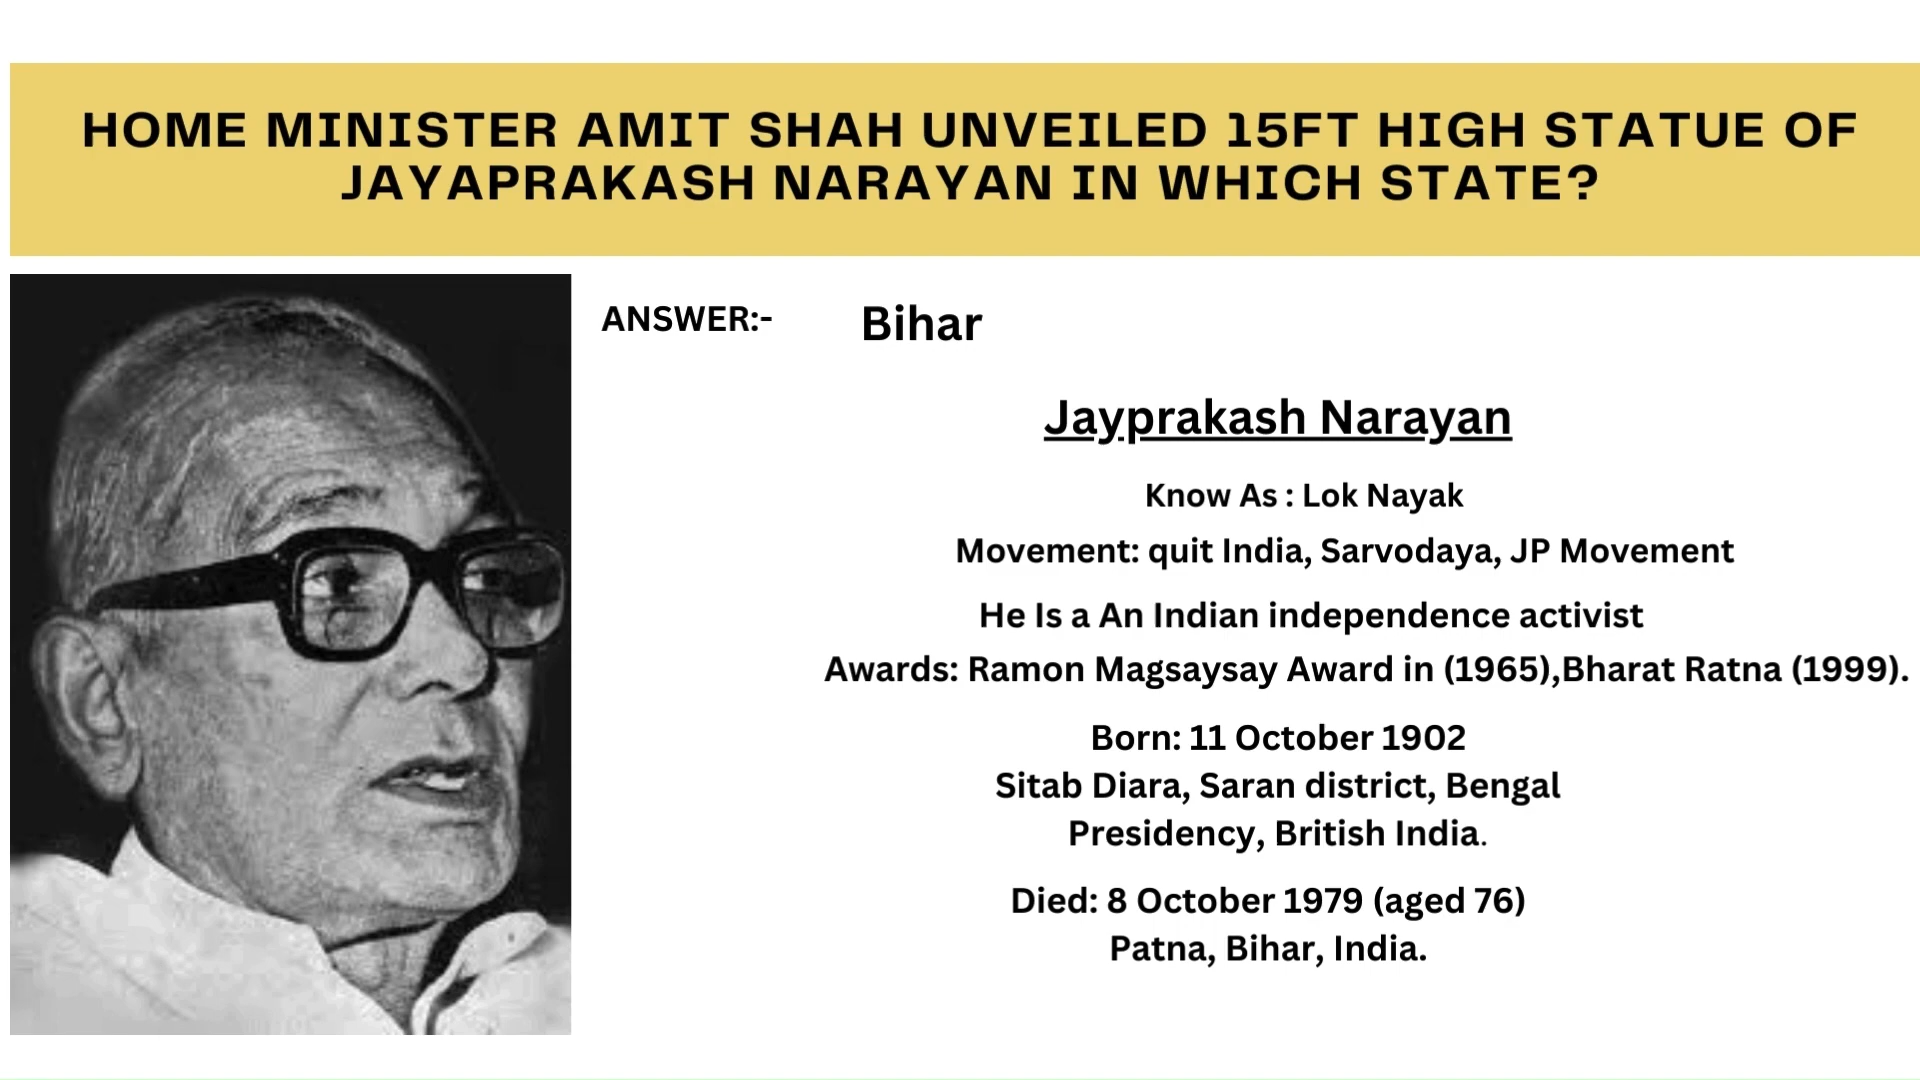 HOME MINISTER AMIT SHAH UNVEILED 15FT HIGH STATUE OF
JAYAPRAKASH NARAYAN IN WHICH STATE?
ANSWER:- Bihar
Jayprakash Narayan
Know As : Lok Nayak
Movement: quit India, Sarvodaya, JP Movement
He Is a An Indian independence activist
Awards: Ramon Magsaysay Award in (1965),Bharat Ratna (1999).
Born: 11 October 1902
Sitab Diara, Saran district, Bengal
Presidency, British India.
Died: 8 October 1979 (aged 76)
Patna, Bihar, India.